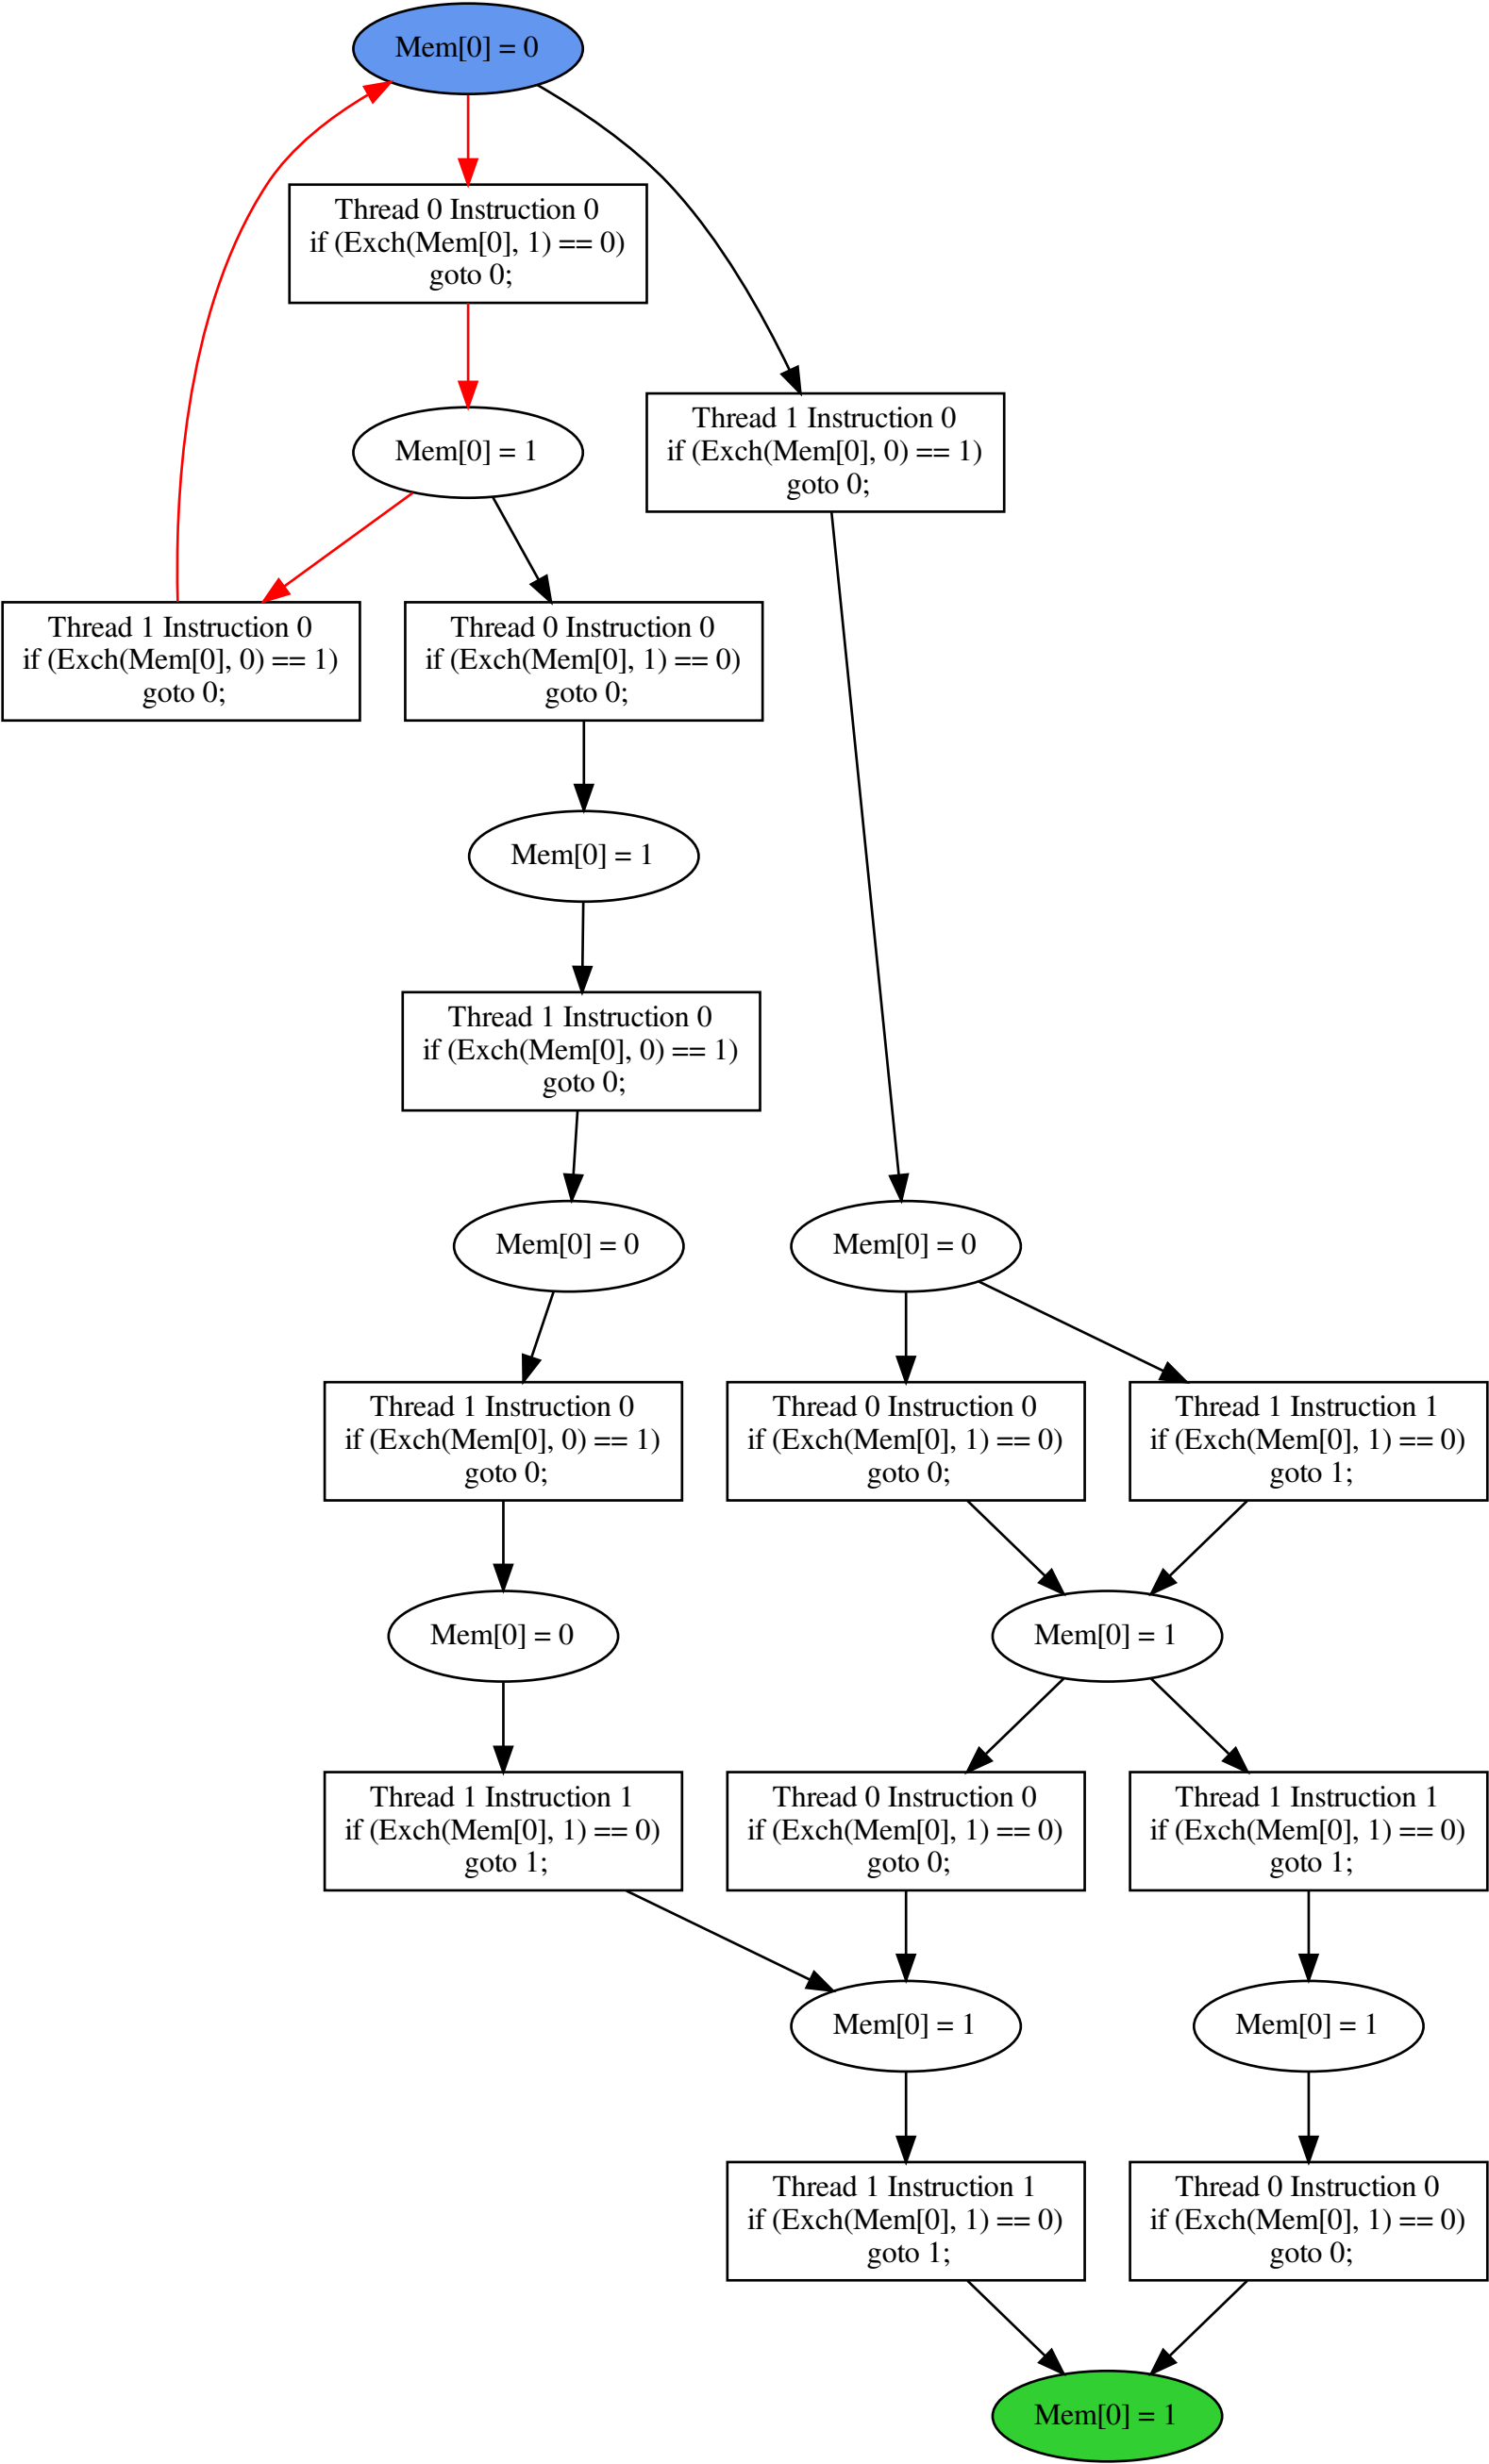 Mem[0] = 0
Thread 0 Instruction 0
if (Exch(Mem[0], 1) == 0)
goto 0;
Thread 1 Instruction 0
if (Exch(Mem[0], 0) == 1)
goto 0;
Mem[0] = 1
Thread 1 Instruction 0
if (Exch(Mem[0], 0) == 1)
goto 0;
Thread 0 Instruction 0
if (Exch(Mem[0], 1) == 0)
goto 0;
Mem[0] = 1
Thread 1 Instruction 0
if (Exch(Mem[0], 0) == 1)
goto 0;
Mem[0] = 0
Mem[0] = 0
Thread 1 Instruction 0
if (Exch(Mem[0], 0) == 1)
goto 0;
Thread 0 Instruction 0
if (Exch(Mem[0], 1) == 0)
goto 0;
Thread 1 Instruction 1
if (Exch(Mem[0], 1) == 0)
goto 1;
Mem[0] = 0
Mem[0] = 1
Thread 1 Instruction 1
if (Exch(Mem[0], 1) == 0)
goto 1;
Thread 0 Instruction 0
if (Exch(Mem[0], 1) == 0)
goto 0;
Thread 1 Instruction 1
if (Exch(Mem[0], 1) == 0)
goto 1;
Mem[0] = 1
Mem[0] = 1
Thread 1 Instruction 1
if (Exch(Mem[0], 1) == 0)
goto 1;
Thread 0 Instruction 0
if (Exch(Mem[0], 1) == 0)
goto 0;
Mem[0] = 1